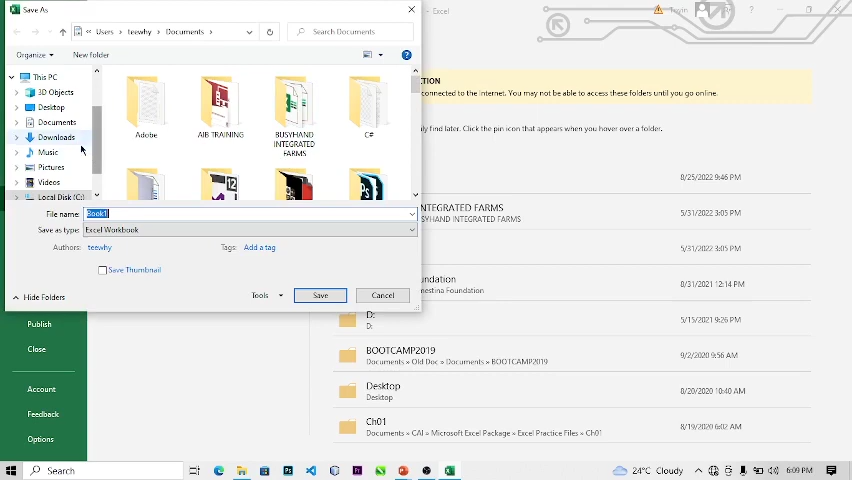 Save As
Excel
Tayin
?
« Users > teewhy > Documents >
Search Documents
Organize
New folder
?
This PC
3D Objects
Desktop
Documents
Downloads
Music
Pictures
Videos
Local Disk (C:)
Adobe
AIB TRAINING
BUSYHAND
INTEGRATED
FARMS
C#
12
File name: Book1
Save as type: Excel Workbook
Authors: teewhy
Tags: Add a tag
Save Thumbnail
Hide Folders
Tools
Save
Cancel
CTION
connected to the internet. You may not be able to access these folders until you go online.
ly find later. Click the pin icon that appears when you hover over a folder.
8/25/2022 9:46 PM
INTEGRATED FARMS
SYHAND INTEGRATED FARMS
5/31/2022 3:05 PM
5/31/2022 3:05 PM
undation
nestina Foundation
8/31/2021 12:14 PM
D:
D:
5/15/2021 9:26 PM
BOOTCAMP2019
Documents » Old Doc » Documents » BOOTCAMP2019
9/2/2020 9:56 AM
Desktop
Desktop
8/20/2020 10:40 AM
Ch01
Documents » CAI » Microsoft Excel Package » Excel Practice Files » Ch01
8/19/2020 6:02 AM
Publish
Close
Account
Feedback
Options
Search
24°C Cloudy
6:09 PM